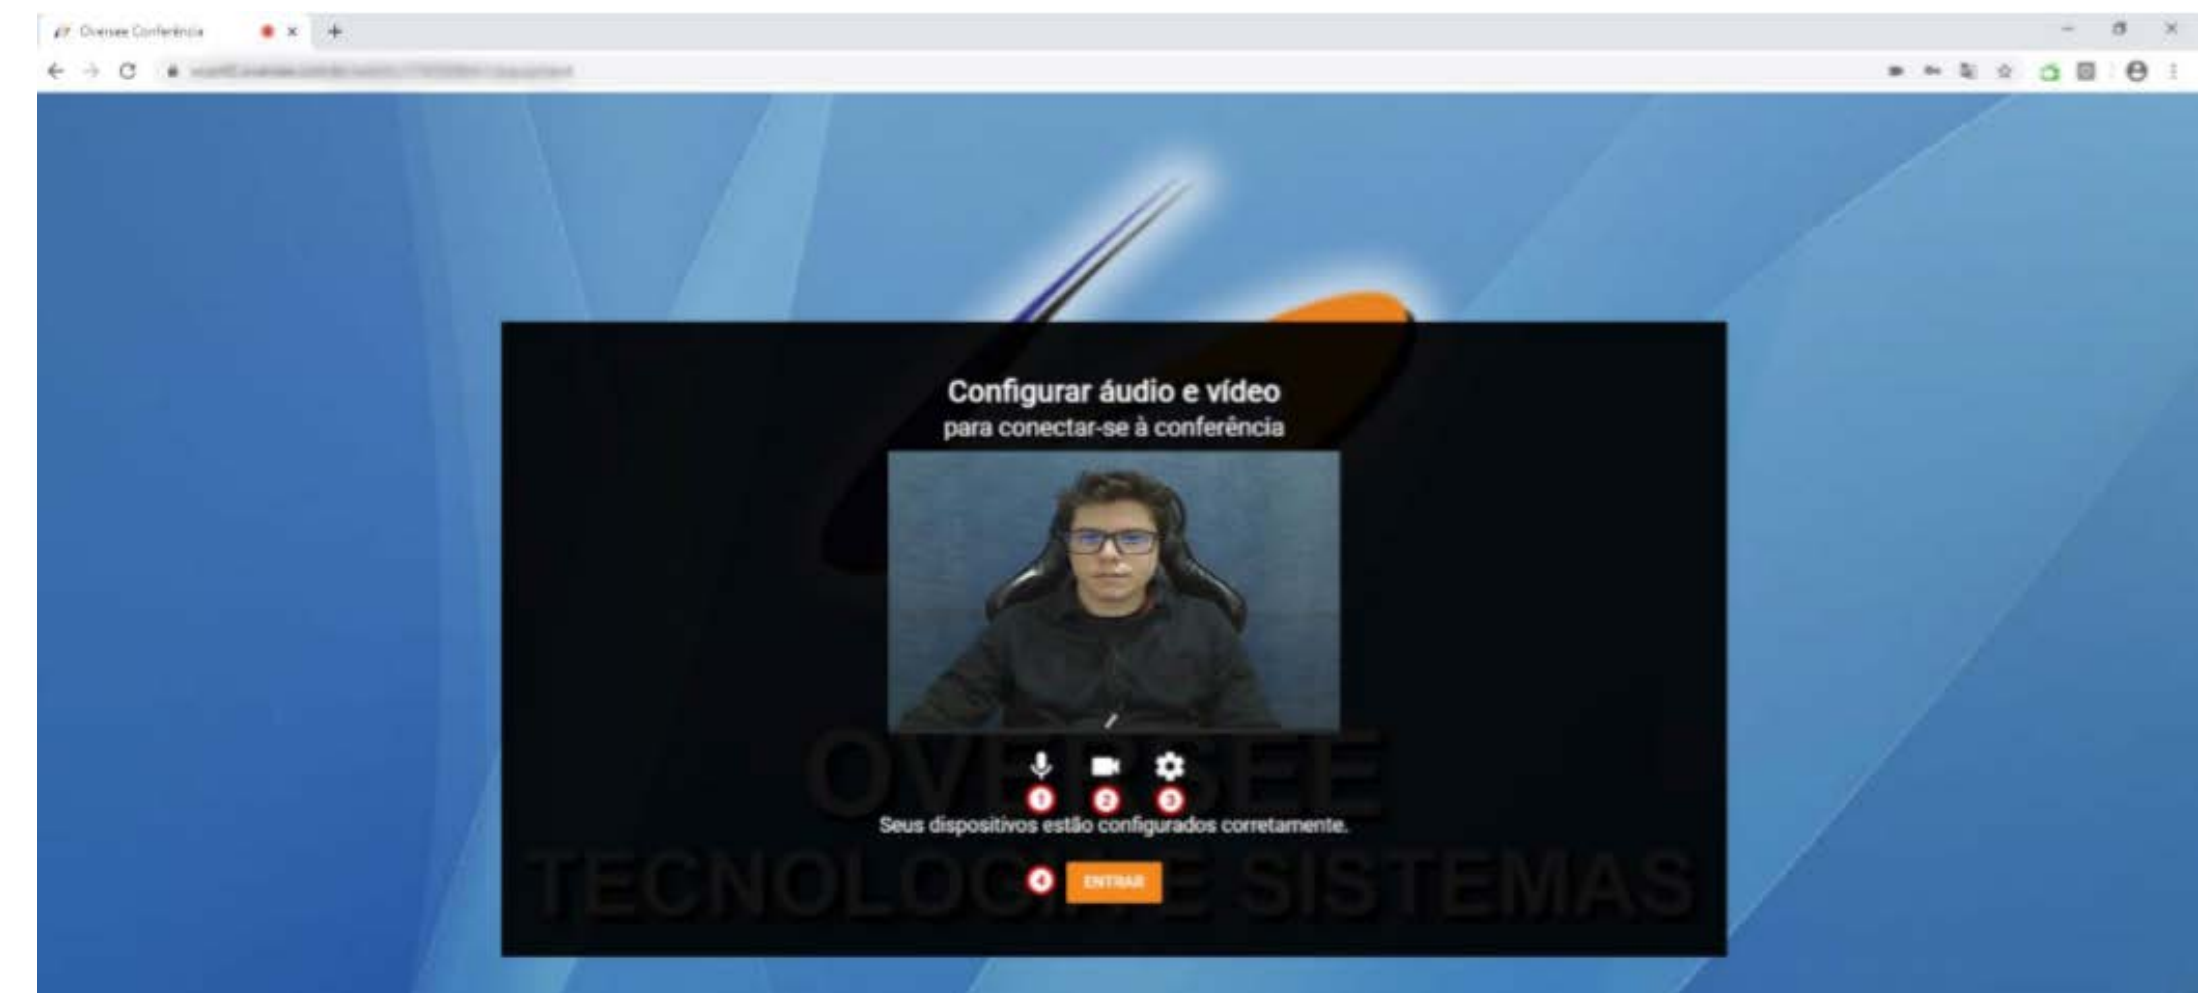 Oversee Conferência
Configurar áudio e vídeo
para conectar-se à conferência
1 2 3
Seus dispositivos estão configurados corretamente.
4 ENTRAR
OVERSEE
TECNOLOGIA E SISTEMAS